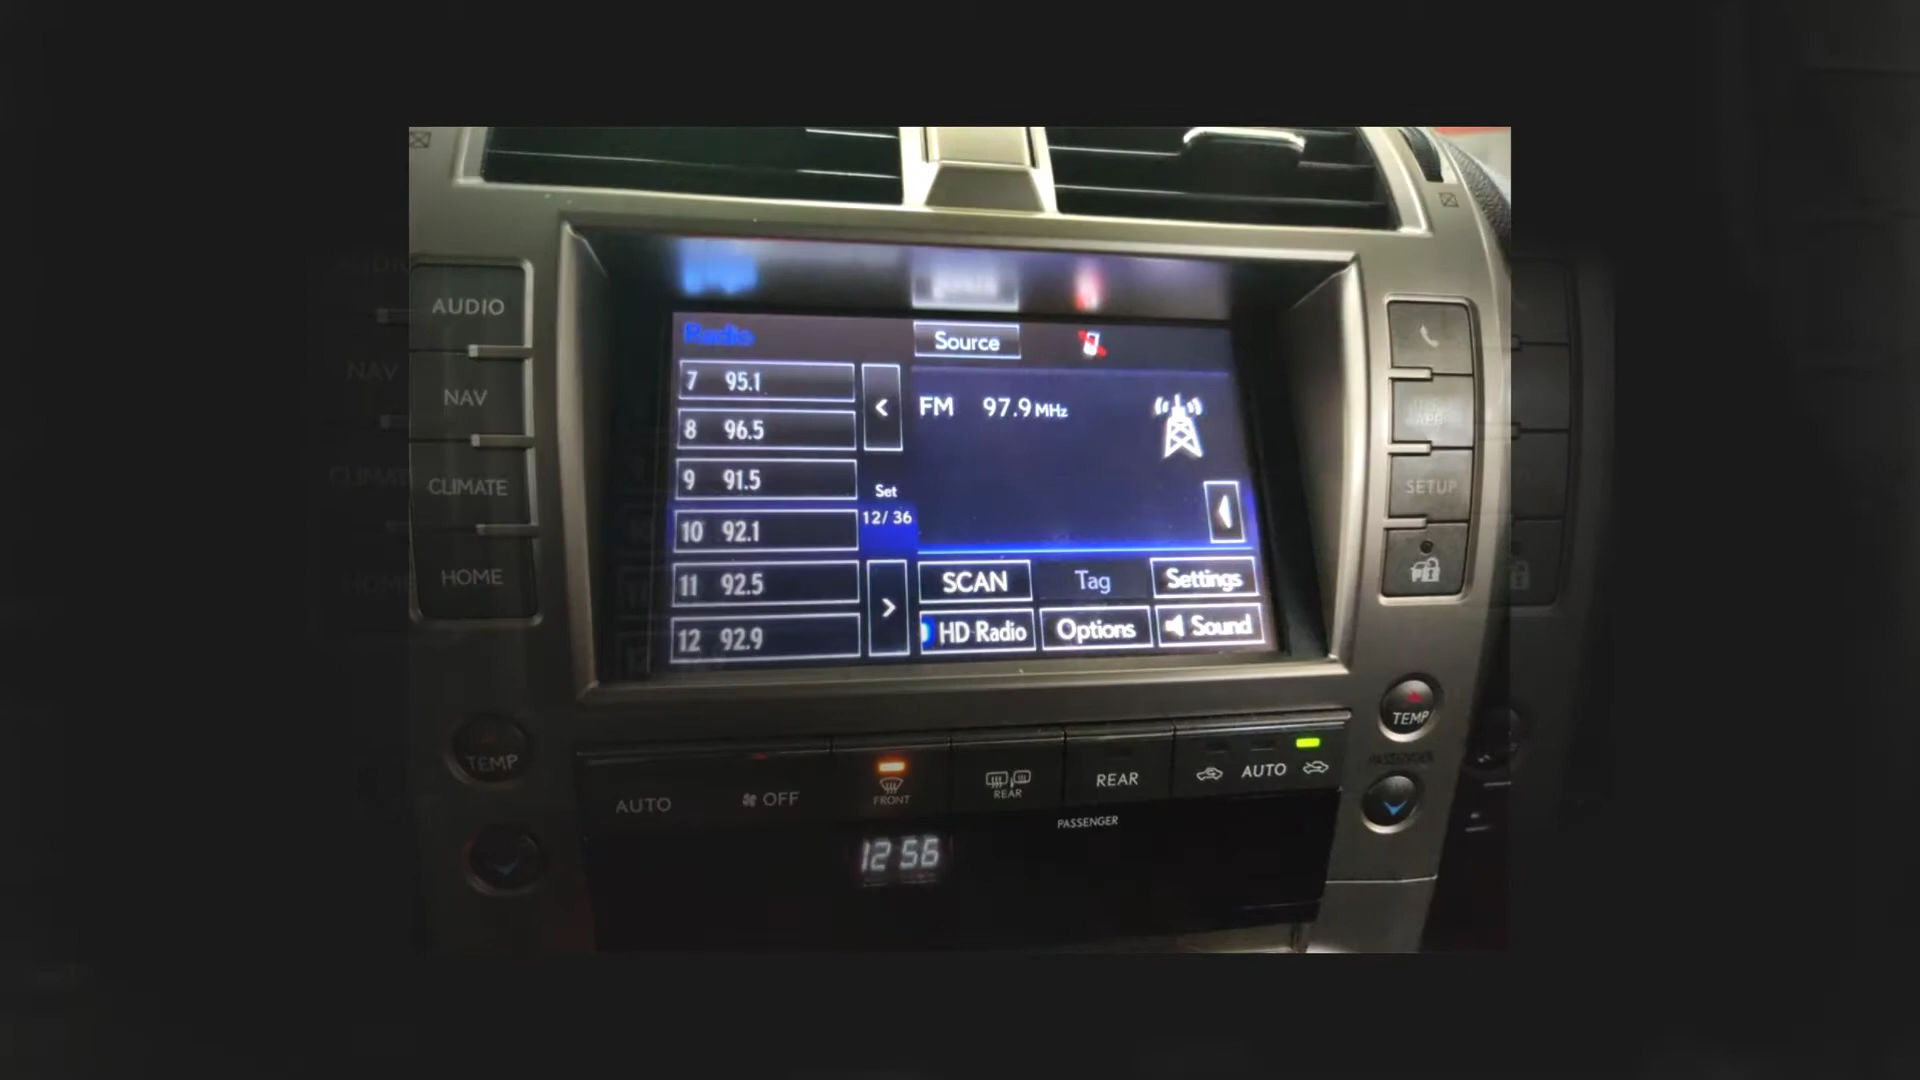 AUDIO
NAV
CLIMATE
HOME
Radio
Source
7 95.1
8 96.5
9 91.5
10 92.1
11 92.5
12 92.9
Set
12/ 36
FM 97.9 MHz
SCAN
Tag
Settings
HD Radio
Options
Sound
SETUP
TEMP
AUTO
OFF
FRONT
REAR
REAR
AUTO
TEMP
PASSENGER
PASSENGER
12 56